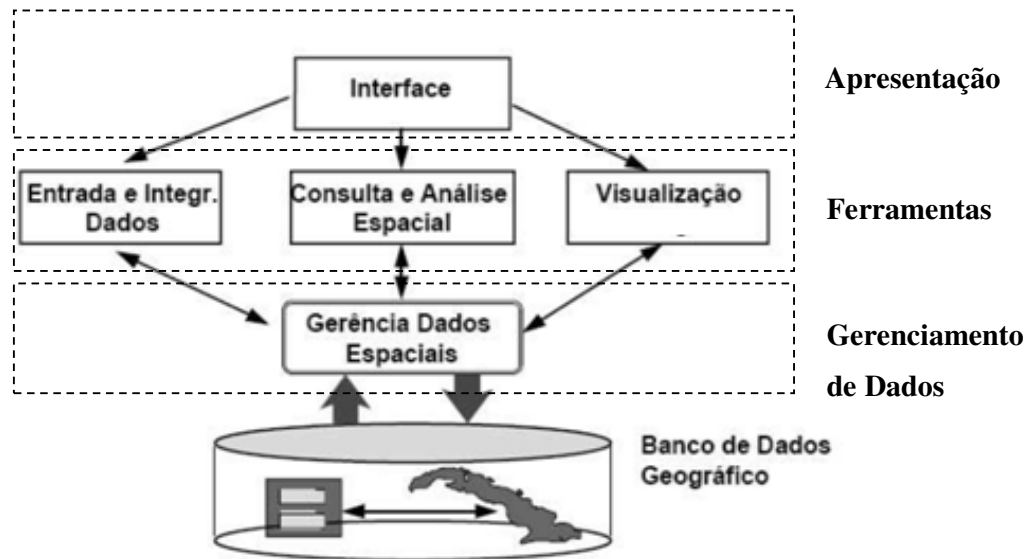 Interface
Apresentação
Entrada e Integr.
Dados
Consulta e Análise
Espacial
Visualização
Ferramentas
Gerência Dados
Espaciais
Gerenciamento
de Dados
Banco de Dados
Geográfico